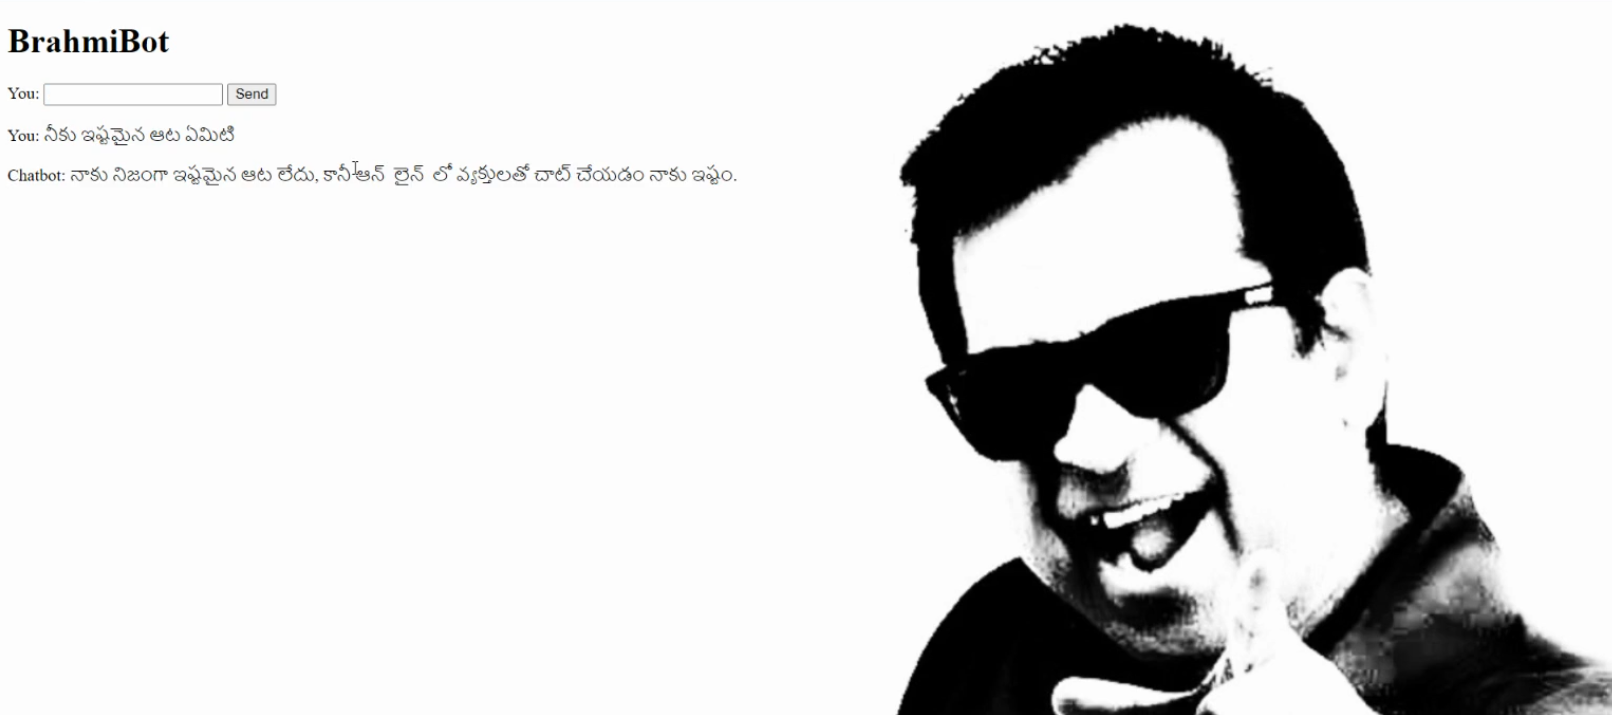 BrahmiBot
You: Send
You: నీకు ఇష్టమైన ఆట ఏమిటి
Chatbot: నాకు నిజంగా ఇష్టమైన ఆట లేదు, కానీ ఆన్ లైన్ లో వ్యక్తులతో చాట్ చేయడం నాకు ఇష్టం.